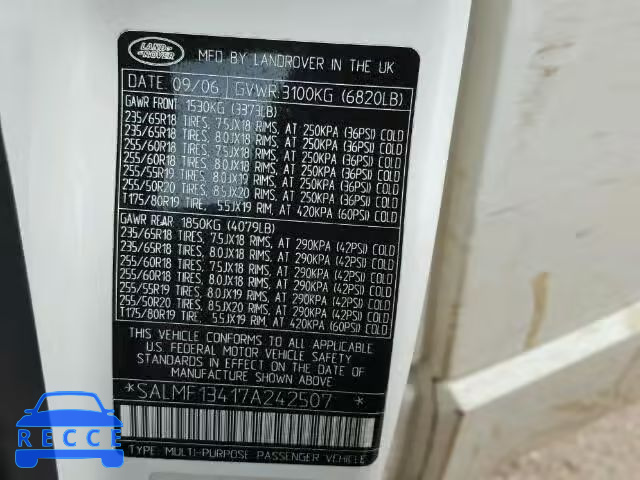 LAND ROVER
MFD BY LANDROVER IN THE UK
DATE 09/06 GVWR.3100KG (6820LB)
GAWR FRONT 1530KG (3373LB)
235/65R18 TIRES, 7.5JX18 RIMS, AT 250KPA (36PSI) COLD
235/65R18 TIRES, 8.0JX18 RIMS, AT 250KPA (36PSI) COLD
255/60R18 TIRES, 7.5JX18 RIMS, AT 250KPA (36PSI) COLD
255/60R18 TIRES, 8.0JX18 RIMS, AT 250KPA (36PSI) COLD
255/55R19 TIRES, 8.0JX19 RIMS, AT 250KPA (36PSI) COLD
255/50R20 TIRES, 8.5JX20 RIMS, AT 250KPA (36PSI) COLD
T175/80R19 TIRE, 5.5JX19 RIM, AT 420KPA (60PSI) COLD
GAWR REAR 1850KG (4079LB)
235/65R18 TIRES, 7.5JX18 RIMS, AT 290KPA (42PSI) COLD
235/65R18 TIRES, 8.0JX18 RIMS, AT 290KPA (42PSI) COLD
255/60R18 TIRES, 7.5JX18 RIMS, AT 290KPA (42PSI) COLD
255/60R18 TIRES, 8.0JX18 RIMS, AT 290KPA (42PSI) COLD
255/55R19 TIRES, 8.0JX19 RIMS, AT 290KPA (42PSI) COLD
255/50R20 TIRES, 8.5JX20 RIMS, AT 290KPA (42PSI) COLD
T175/80R19 TIRE, 5.5JX19 RIM, AT 420KPA (60PSI) COLD
THIS VEHICLE CONFORMS TO ALL APPLICABLE
U.S. FEDERAL MOTOR VEHICLE SAFETY
STANDARDS IN EFFECT ON THE DATE OF
MANUFACTURE SHOWN ABOVE
*SALMF13417A242507 *
TYPE: MULTI-PURPOSE PASSENGER VEHICLE
RECCE